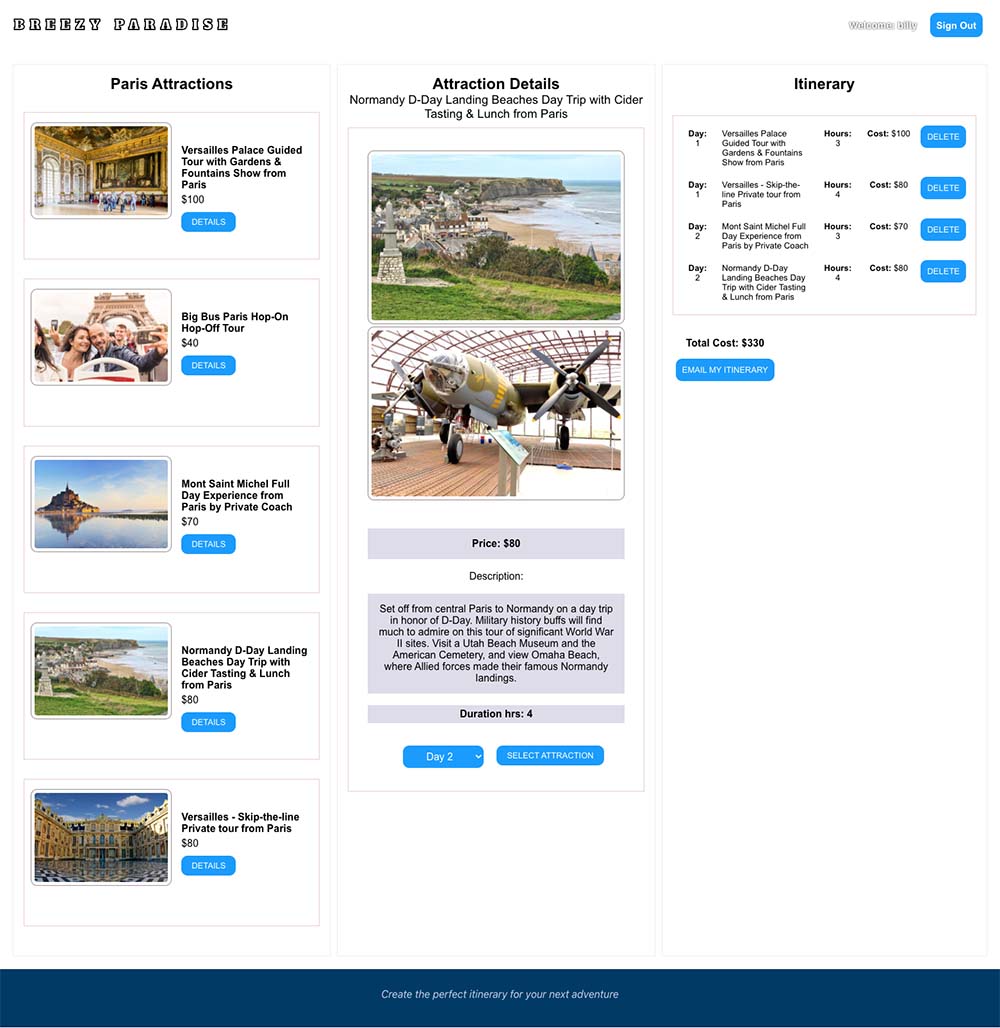 BREEZY PARADISE
Welcome: billy
Sign Out
Paris Attractions
Versailles Palace Guided
Tour with Gardens &
Fountains Show from
Paris
$100
DETAILS
Big Bus Paris Hop-On
Hop-Off Tour
$40
DETAILS
Mont Saint Michel Full
Day Experience from
Paris by Private Coach
$70
DETAILS
Normandy D-Day Landing
Beaches Day Trip with
Cider Tasting & Lunch
from Paris
$80
DETAILS
Versailles - Skip-the-line
Private tour from Paris
$80
DETAILS
Attraction Details
Normandy D-Day Landing Beaches Day Trip with Cider
Tasting & Lunch from Paris
Price: $80
Description:
Set off from central Paris to Normandy on a day trip
in honor of D-Day. Military history buffs will find
much to admire on this tour of significant World War
II sites. Visit a Utah Beach Museum and the
American Cemetery, and view Omaha Beach,
where Allied forces made their famous Normandy
landings.
Duration hrs: 4
Day 2
SELECT ATTRACTION
Itinerary
Day:
1
Versailles Palace
Guided Tour with
Gardens & Fountains
Show from Paris
Hours:
3
Cost: $100
DELETE
Day:
1
Versailles - Skip-the-
line Private tour from
Paris
Hours:
4
Cost: $80
DELETE
Day:
2
Mont Saint Michel Full
Day Experience from
Paris by Private Coach
Hours:
3
Cost: $70
DELETE
Day:
2
Normandy D-Day
Landing Beaches Day
Trip with Cider Tasting
& Lunch from Paris
Hours:
4
Cost: $80
DELETE
Total Cost: $330
EMAIL MY ITINERARY
Create the perfect itinerary for your next adventure